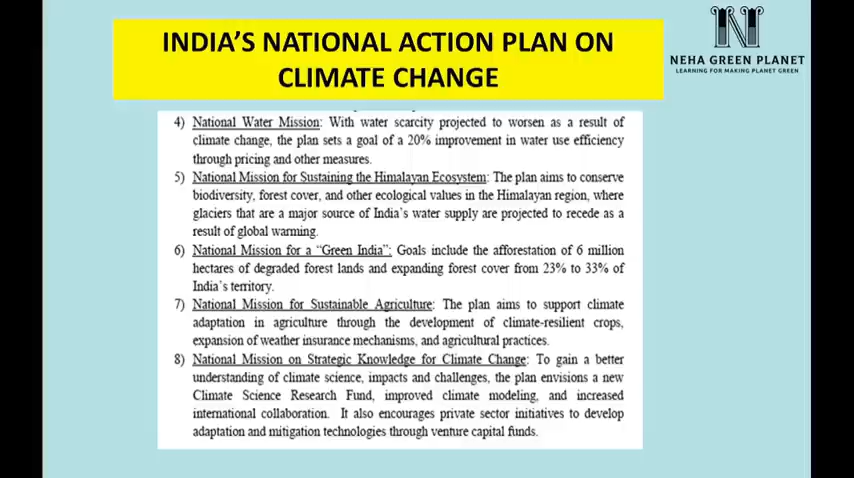 INDIA'S NATIONAL ACTION PLAN ON
CLIMATE CHANGE
N
NEHA GREEN PLANET
LEARNING FOR MAKING PLANET GREEN
4) National Water Mission: With water scarcity projected to worsen as a result of
climate change, the plan sets a goal of a 20% improvement in water use efficiency
through pricing and other measures.
5) National Mission for Sustaining the Himalayan Ecosystem: The plan aims to conserve
biodiversity, forest cover, and other ecological values in the Himalayan region, where
glaciers that are a major source of India's water supply are projected to recede as a
result of global warming.
6) National Mission for a "Green India": Goals include the afforestation of 6 million
hectares of degraded forest lands and expanding forest cover from 23% to 33% of
India's territory.
7) National Mission for Sustainable Agriculture: The plan aims to support climate
adaptation in agriculture through the development of climate-resilient crops,
expansion of weather insurance mechanisms, and agricultural practices.
8) National Mission on Strategic Knowledge for Climate Change: To gain a better
understanding of climate science, impacts and challenges, the plan envisions a new
Climate Science Research Fund, improved climate modeling, and increased
international collaboration. It also encourages private sector initiatives to develop
adaptation and mitigation technologies through venture capital funds.